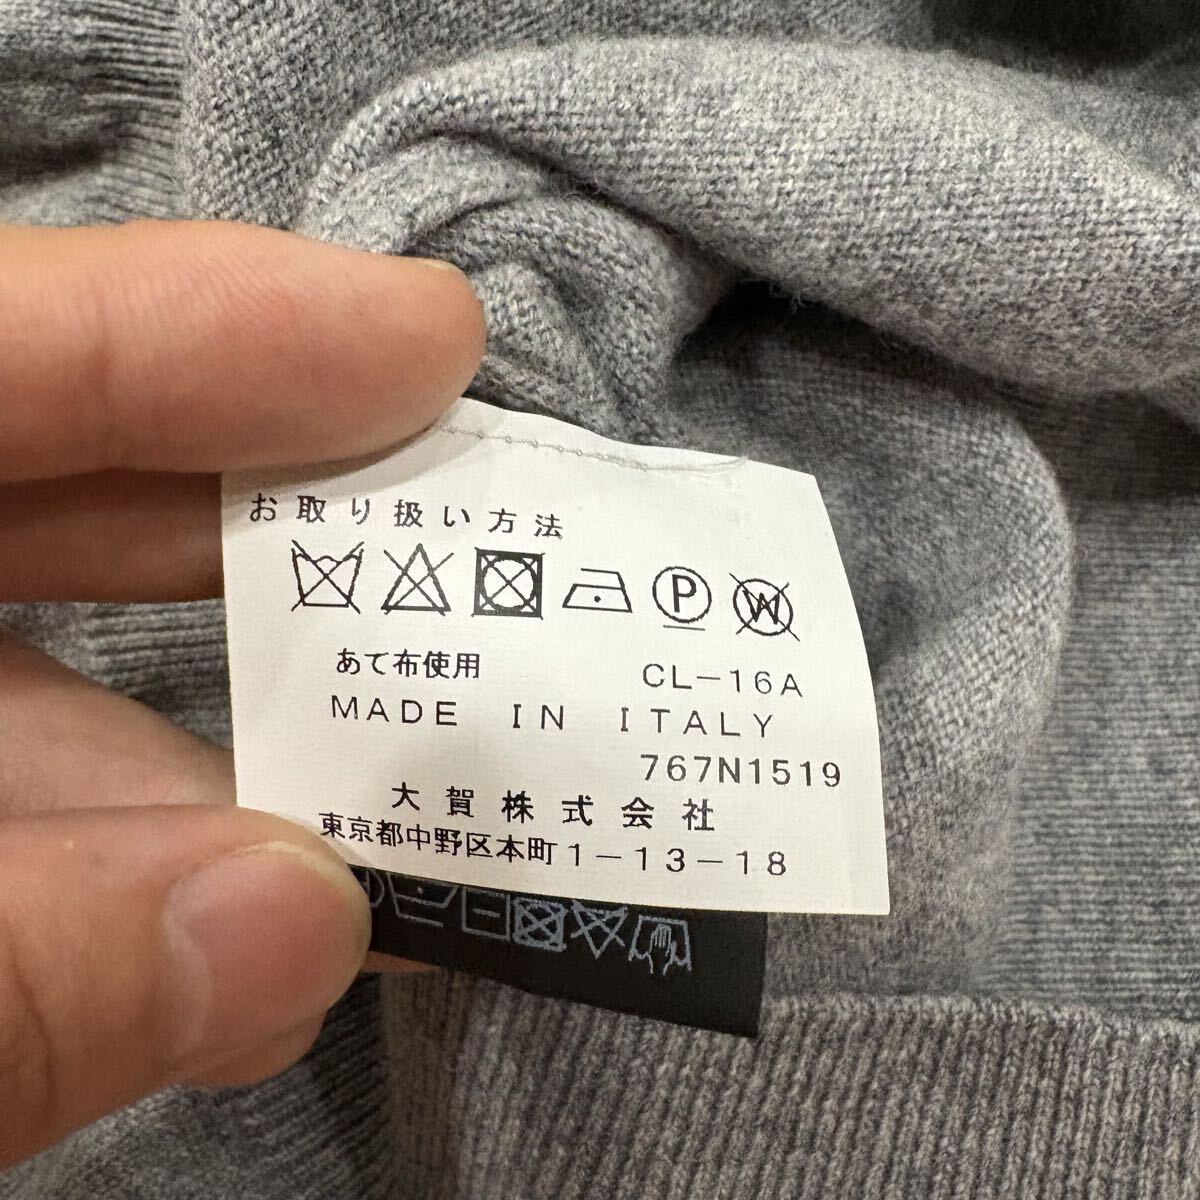 お取り扱い方法
P W
あて布使用 CL-16A
MADE IN ITALY
767N1519
大賀株式会社
東京都中野区本町1-13-18